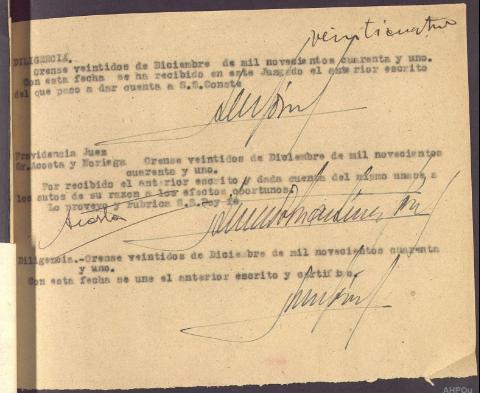 veinticuatro
DILIGENCIA.
Orense veintidos de Diciembre de mil novecientos cuarenta y uno.
Con esta fecha se ha recibido en este Juzgado el anterior escrito
del que paso a dar cuenta a S.S.Conste
Providencia Juez
Sr.Acosta y Noriega Orense veintidos de Diciembre de mil novecientos
cuarenta y uno.
Por recibido el anterior escrito y dada cuenta del mismo unase a
los autos de su razon a los efectos oportunos.
Lo proveyo y rubrica S.S.Doy fe
Acosta
Diligencia.-Orense veintidos de Diciembre de mil novecientos cuarenta
y uno.
Con esta fecha se une el anterior escrito y certifico.
AHPOu